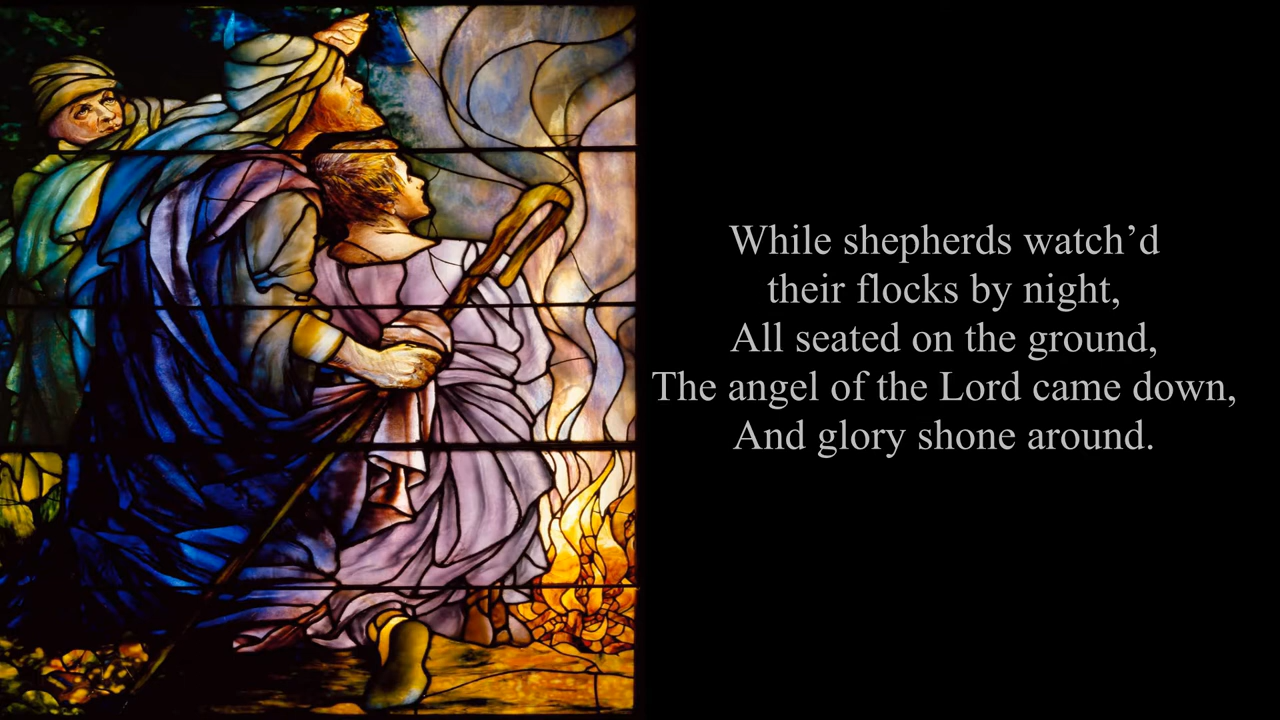 While shepherds watch’d
their flocks by night,
All seated on the ground,
The angel of the Lord came down,
And glory shone around.